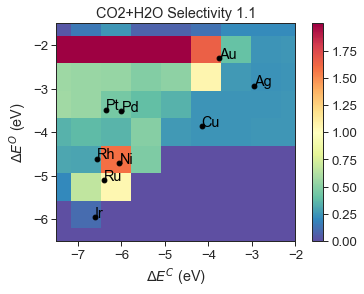 CO2+H2O Selectivity 1.1
−2
−3
−4
−5
−6
ΔE^O (eV)
Au
Ag
Pt
Pd
Cu
Rh
Ni
Ru
Ir
−7
−6
−5
−4
−3
−2
ΔE^C (eV)
1.75
1.50
1.25
1.00
0.75
0.50
0.25
0.00